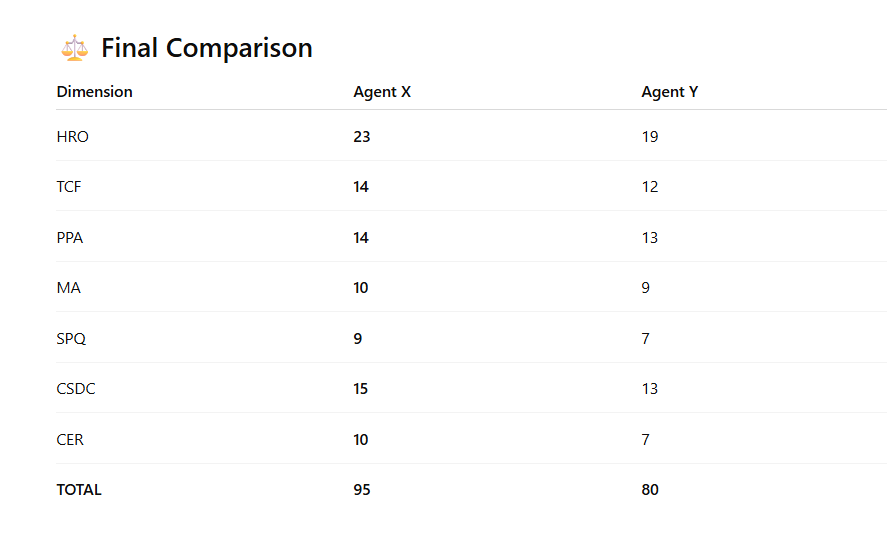 ⚖️ Final Comparison
Dimension Agent X Agent Y
HRO 23 19
TCF 14 12
PPA 14 13
MA 10 9
SPQ 9 7
CSDC 15 13
CER 10 7
TOTAL 95 80